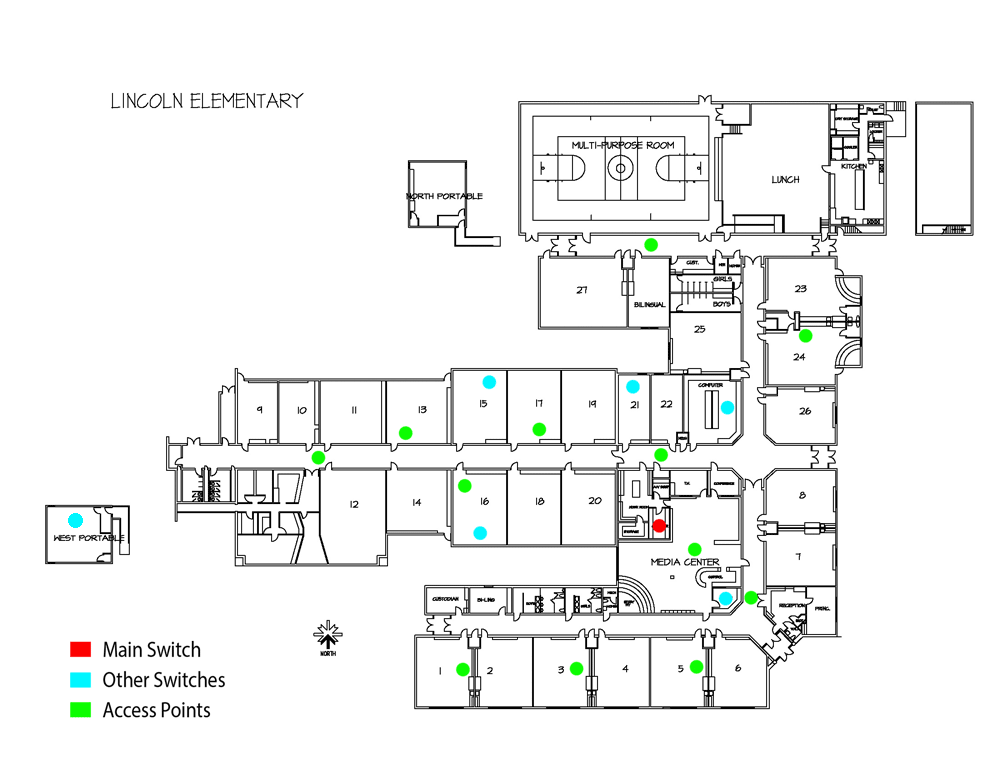 LINCOLN ELEMENTARY
MULTI-PURPOSE ROOM
NORTH PORTABLE
LUNCH
KITCHEN
CUST.
GIRLS
BOYS
27
BILINGUAL
25
23
24
26
9
10
11
13
15
17
19
21
22
COMPUTER
12
14
16
18
20
T.V.
CONFERENCE
8
7
WEST PORTABLE
MEDIA CENTER
CONTROL
CUSTODIAN
BI-LING
BOYS
GIRLS
RECEPTION
PRINC.
1
2
3
4
5
6
NORTH
Main Switch
Other Switches
Access Points